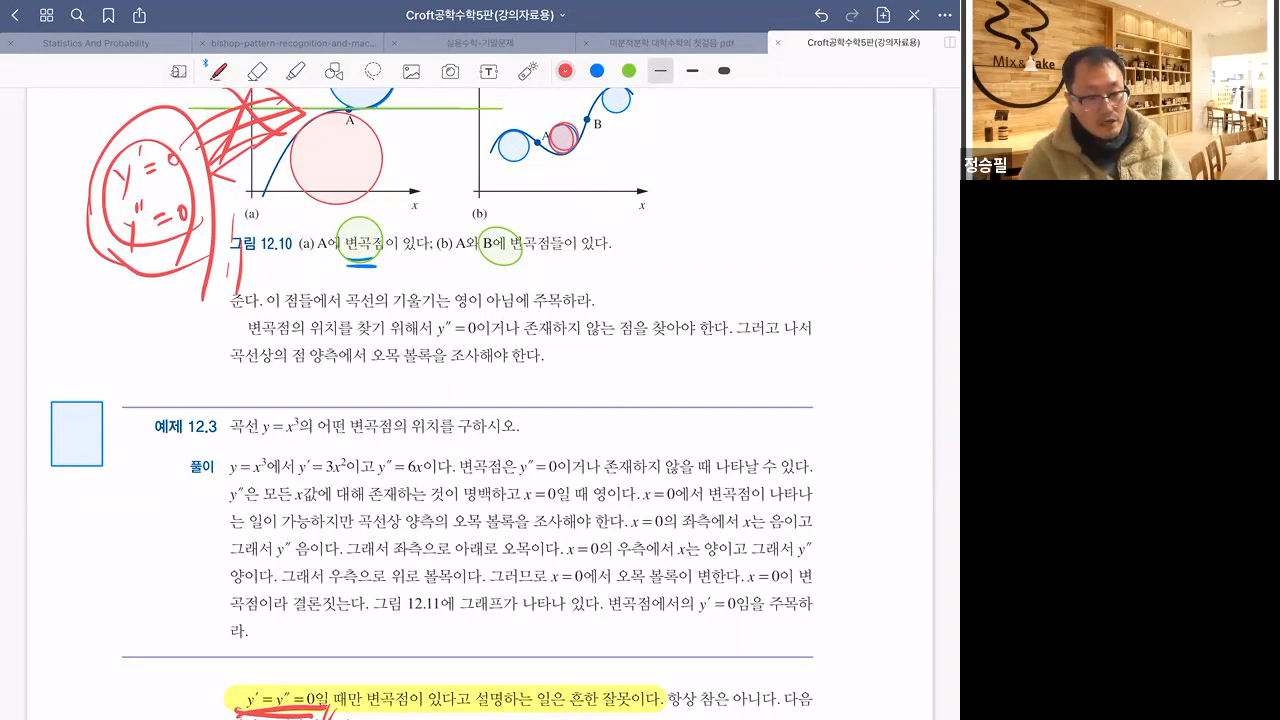 Croft공학수학5판(강의자료용)
Statistics And Probability
bishop-pattern-recognition-and-mac...
실용수학-기말문제
미분적분학 대학수학의 첫걸음.pdf
Croft공학수학5판(강의자료용)
T
Mix&Bake
정승필
y′ = 0
y″ = 0
A
A
B
x
x
(a)
(b)
그림 12.10 (a) A에 변곡점이 있다; (b) A와 B에 변곡점들이 있다.
준다. 이 점들에서 곡선의 기울기는 영이 아님에 주목하라.
변곡점의 위치를 찾기 위해서 y″ = 0이거나 존재하지 않는 점을 찾아야 한다. 그러고 나서
곡선상의 점 양측에서 오목 볼록을 조사해야 한다.
예제 12.3 곡선 y = x³의 어떤 변곡점의 위치를 구하시오.
풀이 y = x³에서 y′ = 3x²이고 y″ = 6x이다. 변곡점은 y″ = 0이거나 존재하지 않을 때 나타날 수 있다.
y″은 모든 x값에 대해 존재하는 것이 명백하고 x = 0일 때 영이다. x = 0에서 변곡점이 나타나
는 일이 가능하지만 곡선상 양측의 오목 볼록을 조사해야 한다. x = 0의 좌측에서 x는 음이고
그래서 y″ 음이다. 그래서 좌측으로 아래로 오목이다. x = 0의 우측에서 x는 양이고 그래서 y″
양이다. 그래서 우측으로 위로 볼목이다. 그러므로 x = 0에서 오목 볼록이 변한다. x = 0이 변
곡점이라 결론짓는다. 그림 12.11에 그래프가 나타나 있다. 변곡점에서의 y′ = 0임을 주목하
라.
y′ = y″ = 0일 때만 변곡점이 있다고 설명하는 일은 흔한 잘못이다. 항상 참은 아니다. 다음